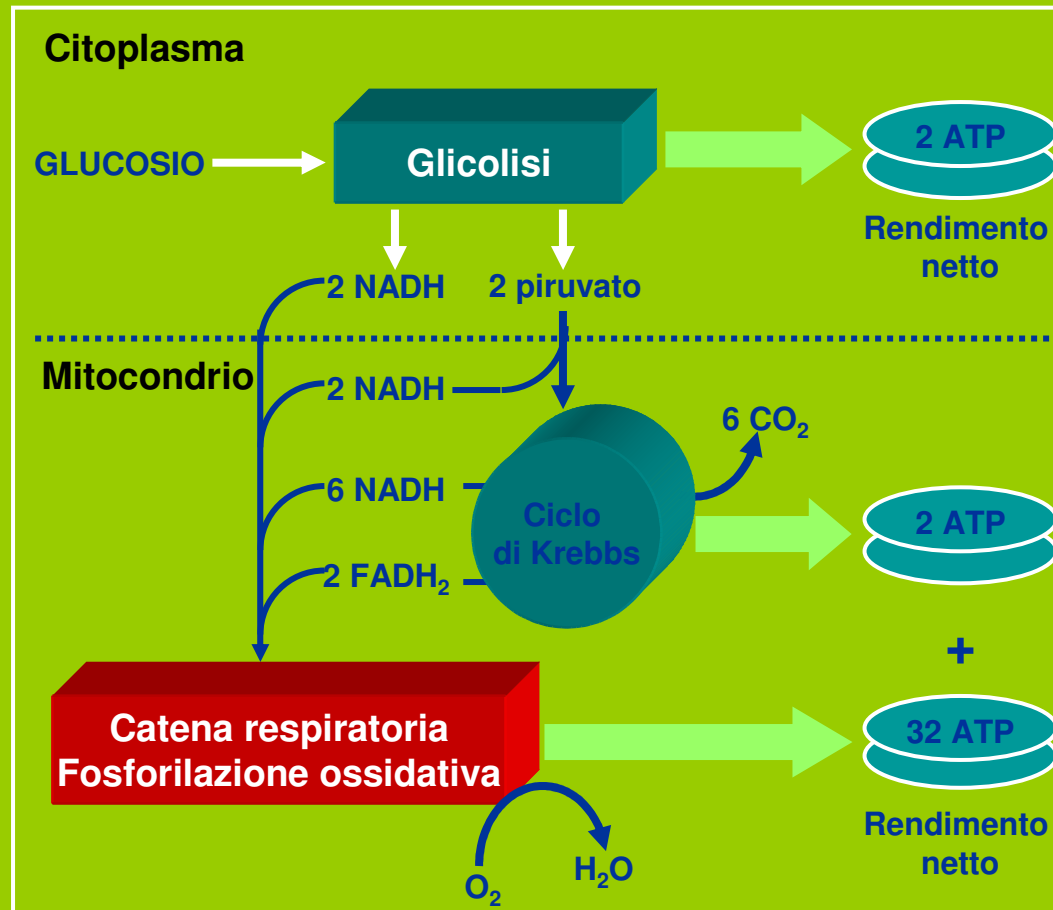 Citoplasma
GLUCOSIO
Glicolisi
2 ATP
Rendimento
netto
2 NADH
2 piruvato
Mitocondrio
2 NADH
6 CO₂
6 NADH
Ciclo
di Krebbs
2 ATP
2 FADH₂
+
Catena respiratoria
Fosforilazione ossidativa
32 ATP
Rendimento
netto
O₂
H₂O